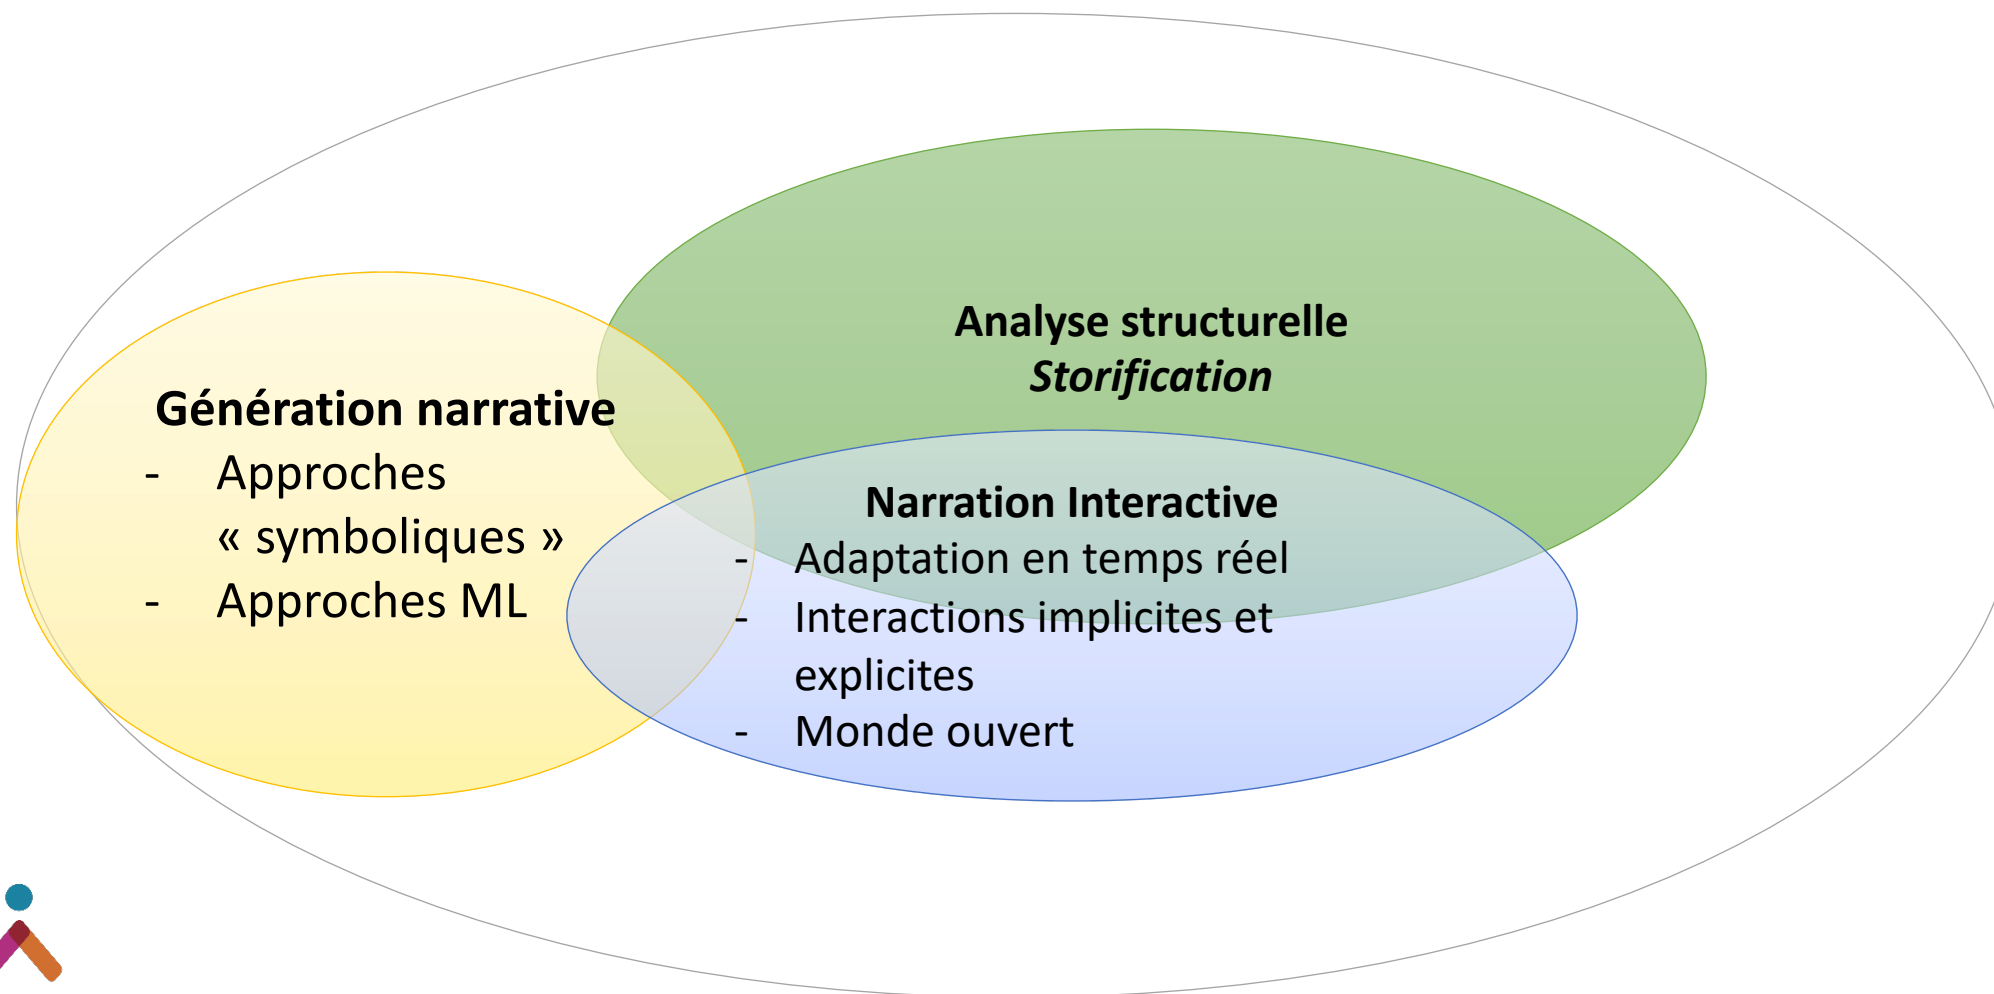 Analyse structurelle
Storification
Génération narrative
- Approches
« symboliques »
- Approches ML
Narration Interactive
- Adaptation en temps réel
- Interactions implicites et
explicites
- Monde ouvert